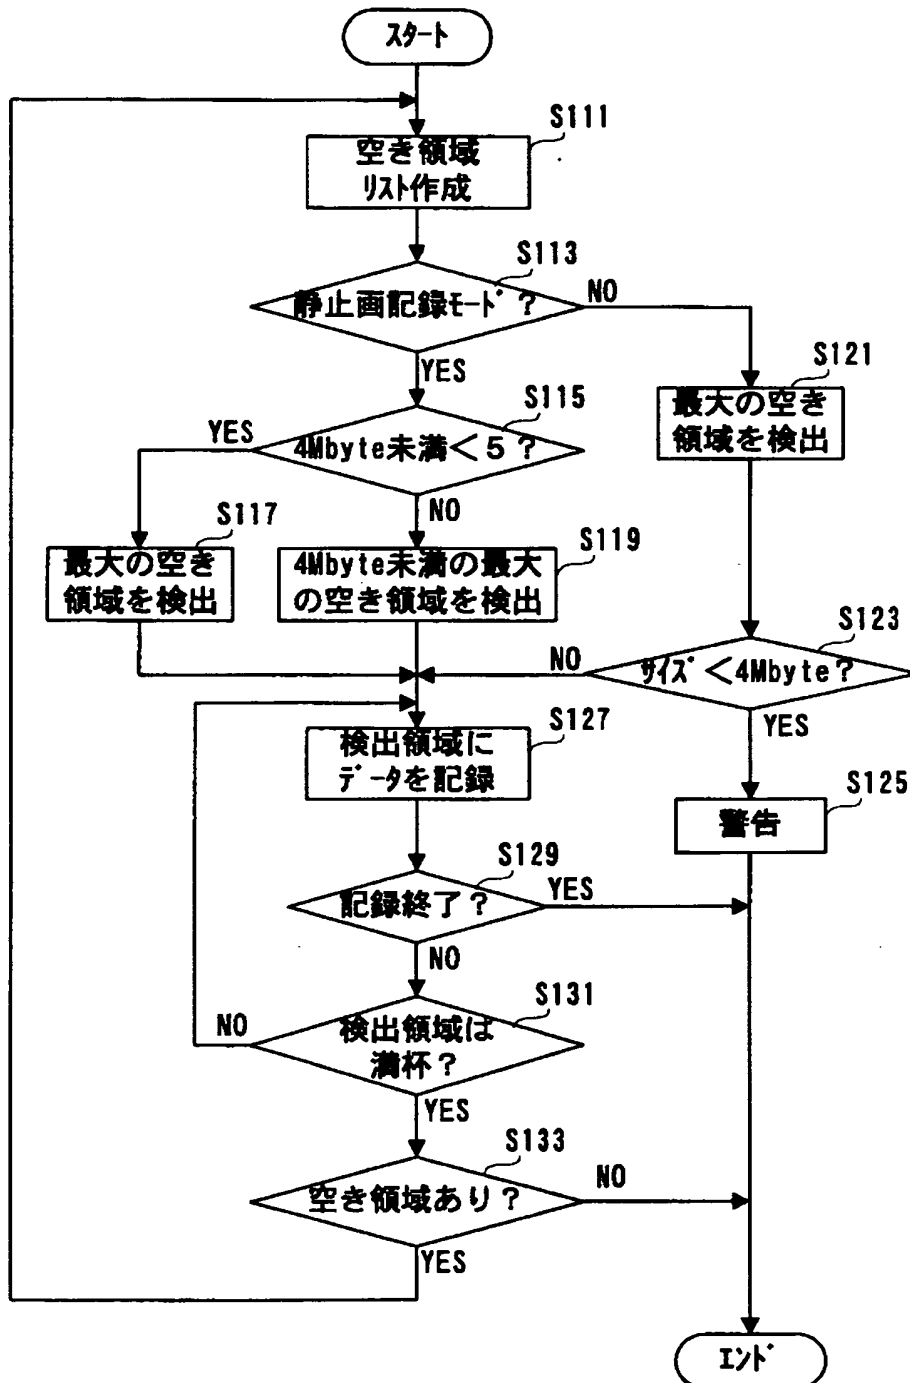 スタート
S111
空き領域
リスト作成
S113
静止画記録ﾓｰﾄﾞ？
NO
YES
S121
最大の空き
領域を検出
S115
4Mbyte未満＜５？
YES
NO
S117
最大の空き
領域を検出
S119
4Mbyte未満の最大
の空き領域を検出
S123
ｻｲｽﾞ＜4Mbyte？
NO
YES
S127
検出領域に
ﾃﾞｰﾀを記録
S125
警告
S129
記録終了？
YES
NO
S131
検出領域は
満杯？
NO
YES
S133
空き領域あり？
NO
YES
ｴﾝﾄﾞ